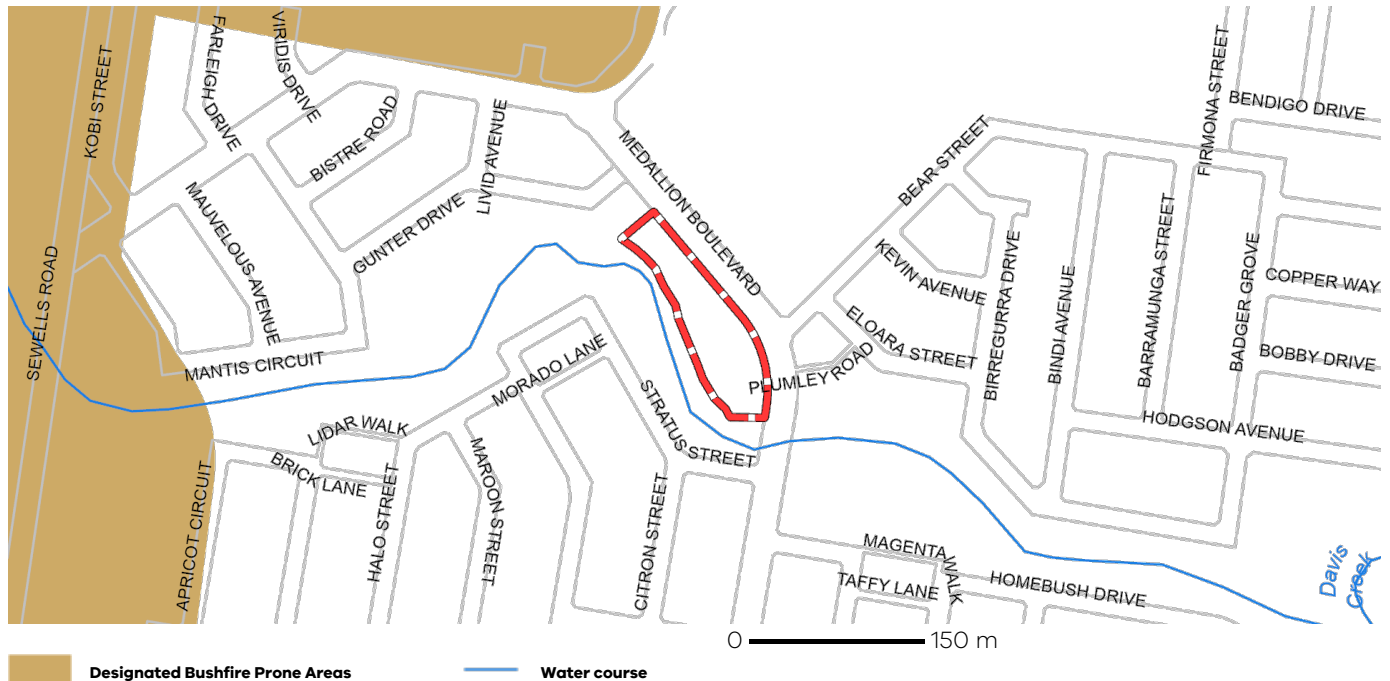 FARLEIGH DRIVE
VIRIDIS DRIVE
KOBI STREET
BISTRE ROAD
LIVID AVENUE
MEDALLION BOULEVARD
BEAR STREET
FIRMONA STREET
BENDIGO DRIVE
MAUVELOUS AVENUE
GUNTER DRIVE
KEVIN AVENUE
BIRREGURRA DRIVE
BINDI AVENUE
BARRAMUNGA STREET
BADGER GROVE
COPPER WAY
SEWELLS ROAD
ELOARA STREET
BOBBY DRIVE
MANTIS CIRCUIT
MORADO LANE
PLUMLEY ROAD
STRATUS STREET
HODGSON AVENUE
LIDAR WALK
BRICK LANE
HALO STREET
MAROON STREET
APRICOT CIRCUIT
CITRON STREET
MAGENTA WALK
TAFFY LANE
HOMEBUSH DRIVE
Davis
Creek
0 150 m
Designated Bushfire Prone Areas
Water course